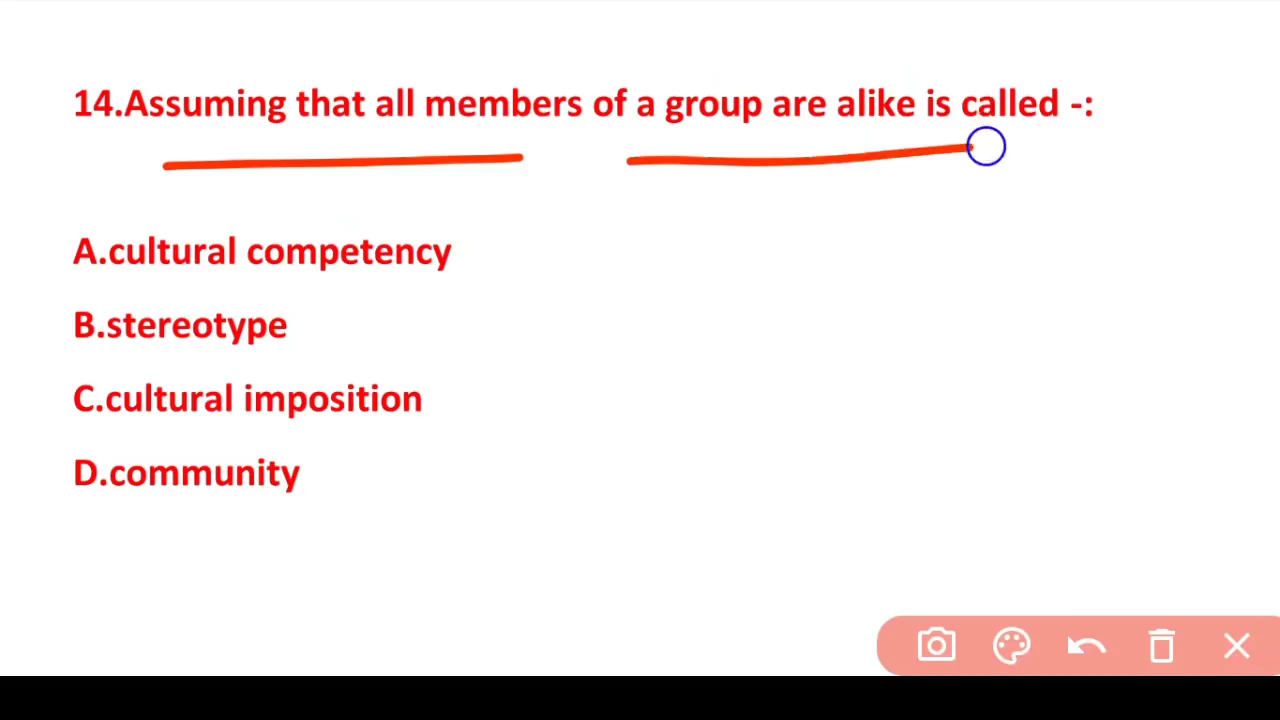 14.Assuming that all members of a group are alike is called -:
A.cultural competency
B.stereotype
C.cultural imposition
D.community